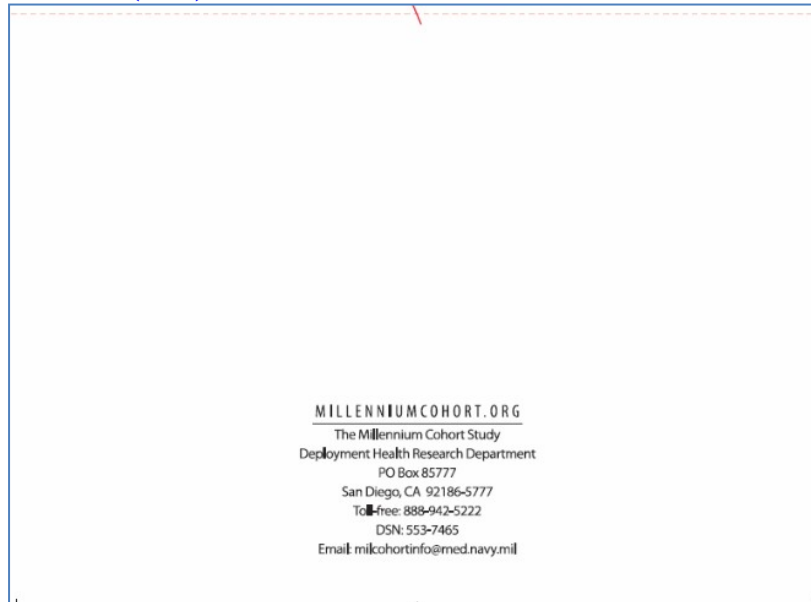 MILLENNIUMCOHORT.ORG
The Millennium Cohort Study
Deployment Health Research Department
PO Box 85777
San Diego, CA 92186-5777
Toll-free: 888-942-5222
DSN: 553-7465
Email: milcohortinfo@med.navy.mil